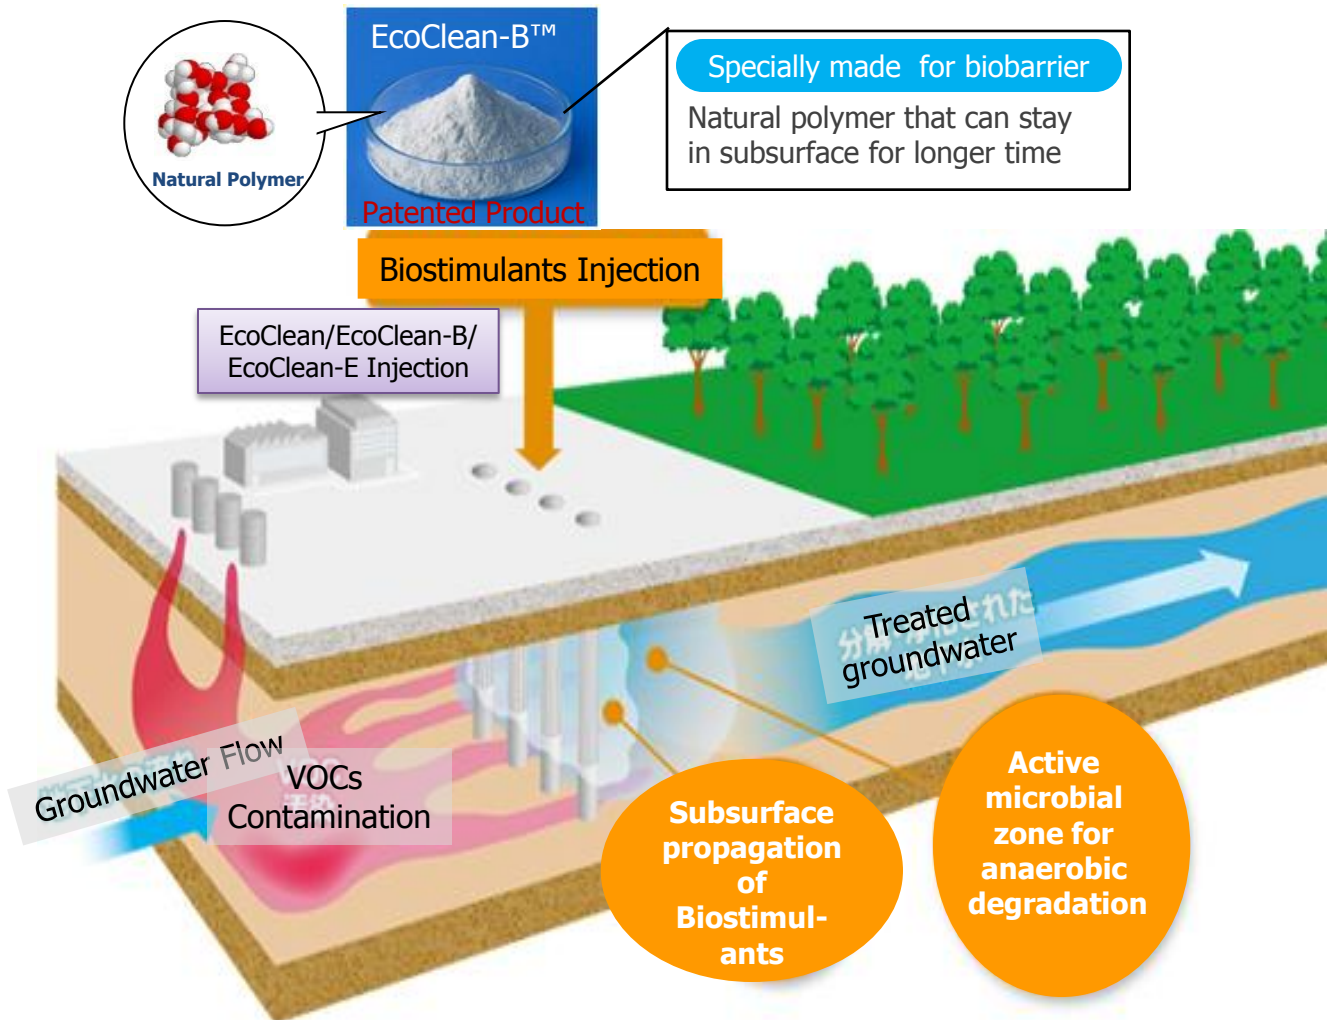 EcoClean-B™
Natural Polymer
Patented Product
Specially made for biobarrier
Natural polymer that can stay
in subsurface for longer time
Biostimulants Injection
EcoClean/EcoClean-B/
EcoClean-E Injection
Treated
groundwater
Groundwater Flow
VOCs
Contamination
汚染
Subsurface
propagation
of
Biostimul-
ants
Active
microbial
zone for
anaerobic
degradation